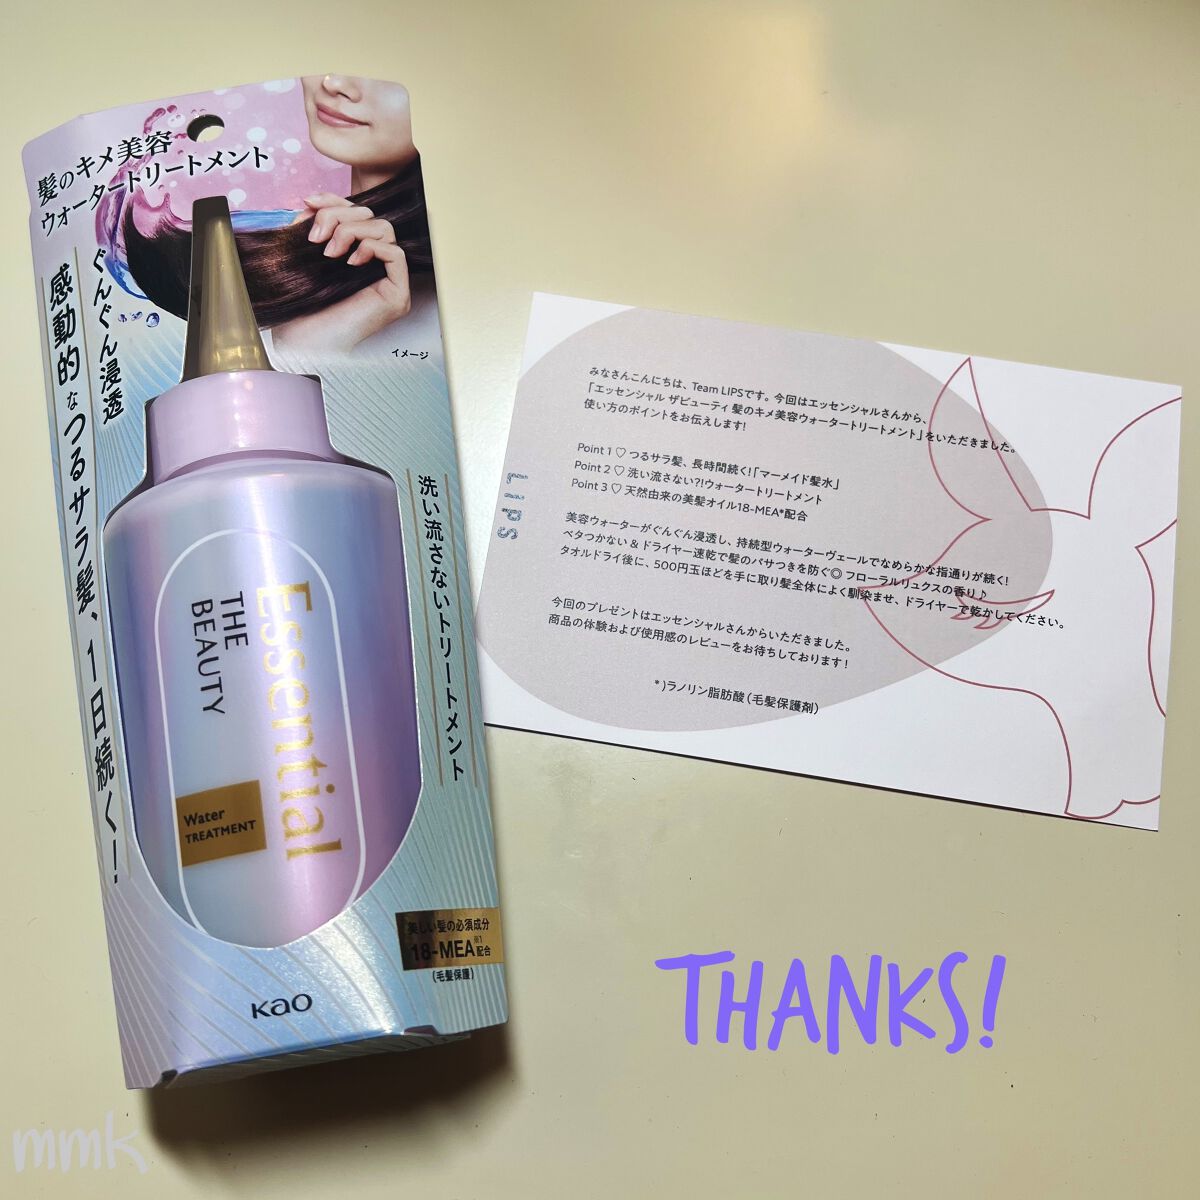 髪のキメ美容
ウォータートリートメント
ぐんぐん浸透
感動的なつるサラ髪、1日続く!
イメージ
洗い流さないトリートメント
Essential
THE
BEAUTY
Water
TREATMENT
美しい髪の必須成分
18-MEA※1配合
(毛髪保護)
Kao
LIPS
みなさんこんにちは、Team LIPSです。今回はエッセンシャルさんから、
「エッセンシャル ザビューティ 髪のキメ美容ウォータートリートメント」をいただきました。
使い方のポイントをお伝えします!
Point 1 ♡ つるサラ髪、長時間続く!「マーメイド髪水」
Point 2 ♡ 洗い流さない?!ウォータートリートメント
Point 3 ♡ 天然由来の美髪オイル18-MEA*配合
美容ウォーターがぐんぐん浸透し、持続型ウォーターヴェールでなめらかな指通りが続く!
ベタつかない & ドライヤー速乾で髪のパサつきを防ぐ◎ フローラルリュクスの香り♪
タオルドライ後に、500円玉ほどを手に取り髪全体によく馴染ませ、ドライヤーで乾かしてください。
今回のプレゼントはエッセンシャルさんからいただきました。
商品の体験および使用感のレビューをお待ちしております!
*)ラノリン脂肪酸(毛髪保護剤)
THANKS!
mmk